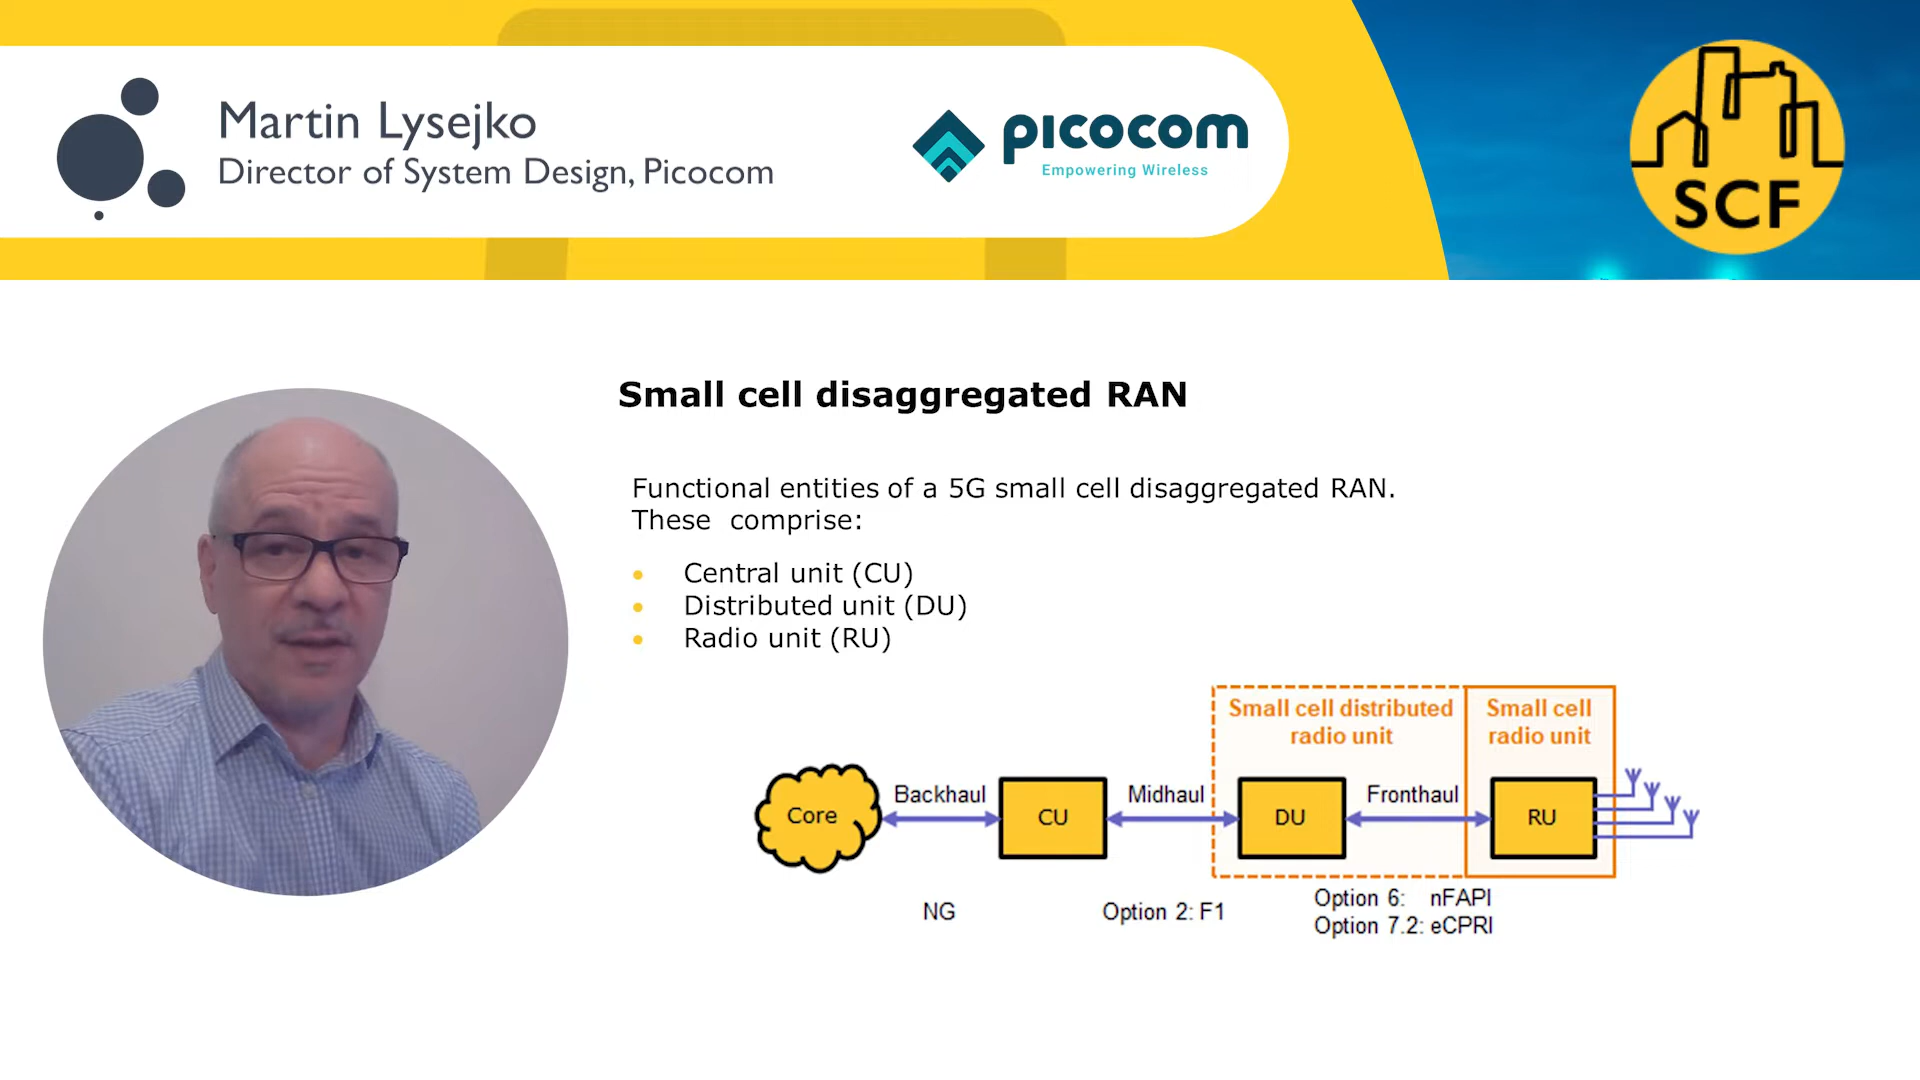 Martin Lysejko
Director of System Design, Picocom
picocom
Empowering Wireless
SCF
Small cell disaggregated RAN
Functional entities of a 5G small cell disaggregated RAN.
These comprise:
• Central unit (CU)
• Distributed unit (DU)
• Radio unit (RU)
Small cell distributed
radio unit
Small cell
radio unit
Core
Backhaul
CU
Midhaul
DU
Fronthaul
RU
NG
Option 2: F1
Option 6: nFAPI
Option 7.2: eCPRI